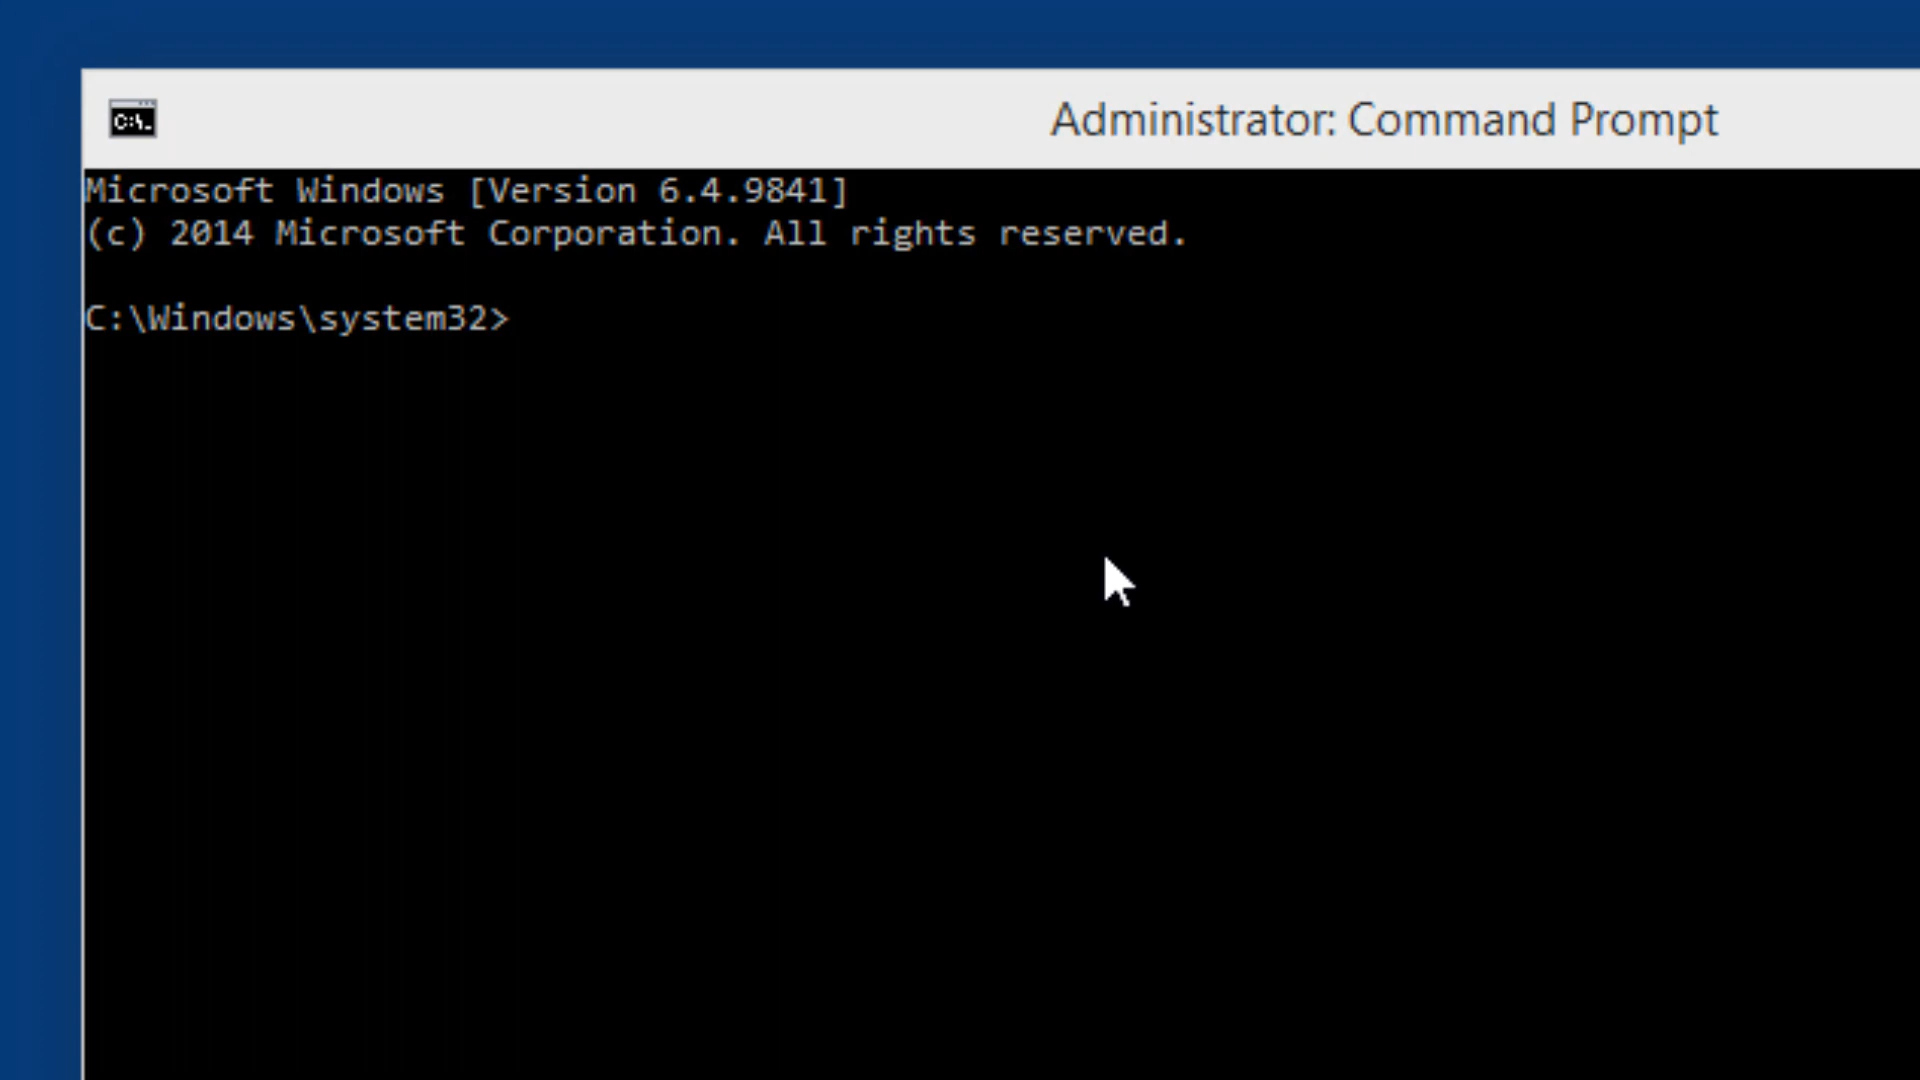 Administrator: Command Prompt
C:\.
Microsoft Windows [Version 6.4.9841]
(c) 2014 Microsoft Corporation. All rights reserved.
C:\Windows\system32>